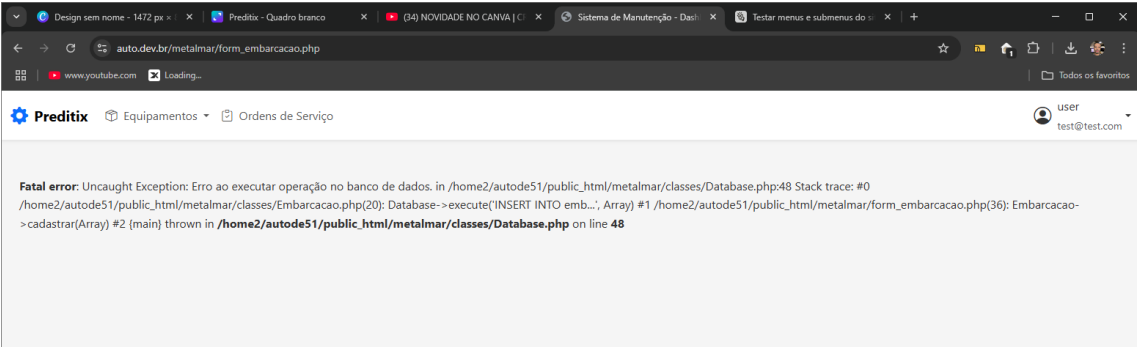 Design sem nome - 1472 px ×
Preditix - Quadro branco
(34) NOVIDADE NO CANVA | C
Sistema de Manutenção - Dash
Testar menus e submenus do si
auto.dev.br/metalmar/form_embarcacao.php
www.youtube.com
Loading...
Todos os favoritos
Preditix
Equipamentos
Ordens de Serviço
user
test@test.com
Fatal error: Uncaught Exception: Erro ao executar operação no banco de dados. in /home2/autode51/public_html/metalmar/classes/Database.php:48 Stack trace: #0
/home2/autode51/public_html/metalmar/classes/Embarcacao.php(20): Database->execute('INSERT INTO emb...', Array) #1 /home2/autode51/public_html/metalmar/form_embarcacao.php(36): Embarcacao-
>cadastrar(Array) #2 {main} thrown in /home2/autode51/public_html/metalmar/classes/Database.php on line 48